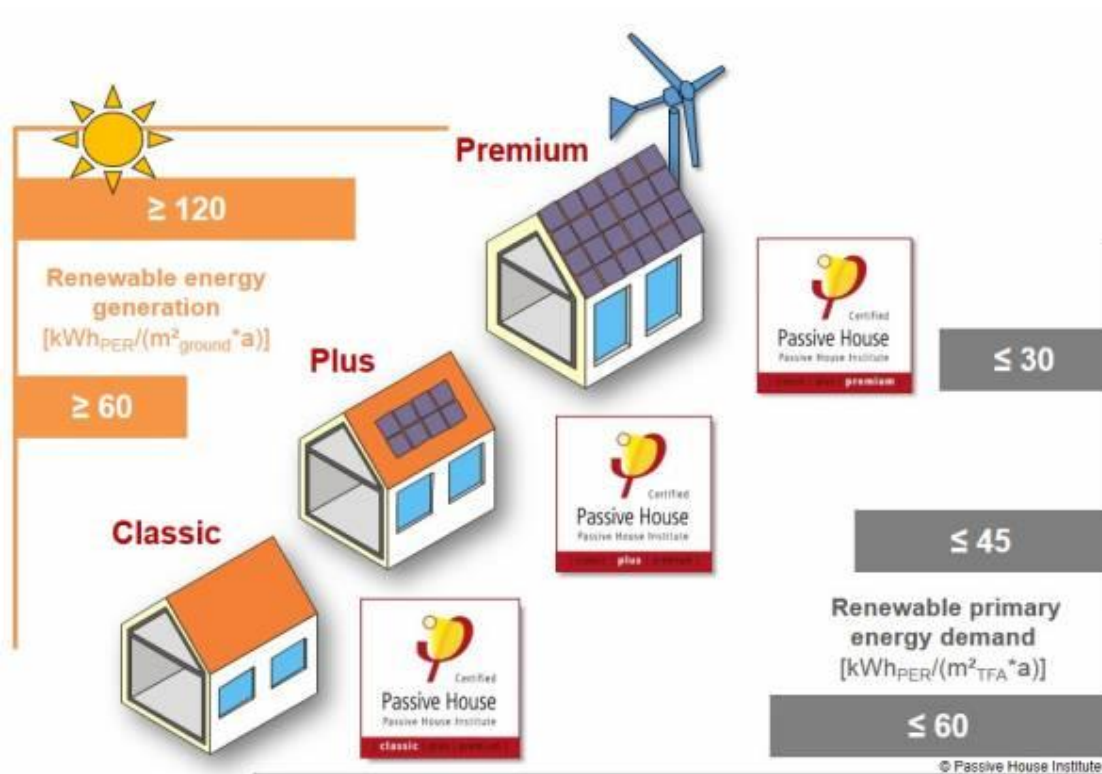 Premium
≥ 120
Renewable energy
generation
[kWhPER/(m²ground*a)]
≥ 60
Plus
Classic
Certified
Passive House
Passive House Institute
premium
≤ 30
Certified
Passive House
Passive House Institute
plus
≤ 45
Renewable primary
energy demand
[kWhPER/(m²TFA*a)]
≤ 60
Certified
Passive House
Passive House Institute
classic
© Passive House Institute